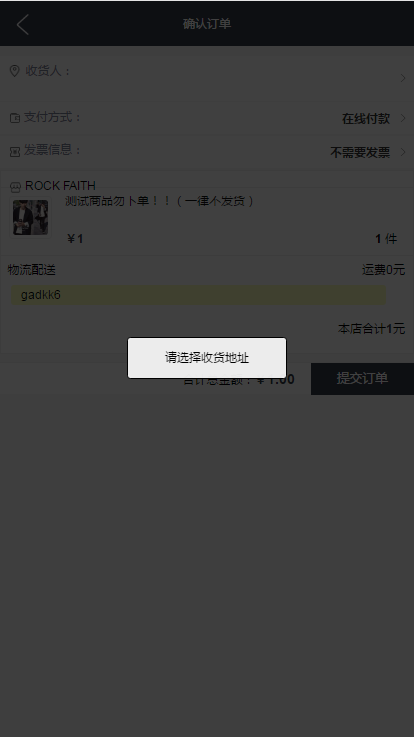 确认订单
收货人：
支付方式：
在线付款
发票信息：
不需要发票
ROCK FAITH
测试商品勿下单！！（一律不发货）
￥1
1 件
物流配送
运费0元
gadkk6
本店合计1元
请选择收货地址
合计总金额：￥1.00
提交订单